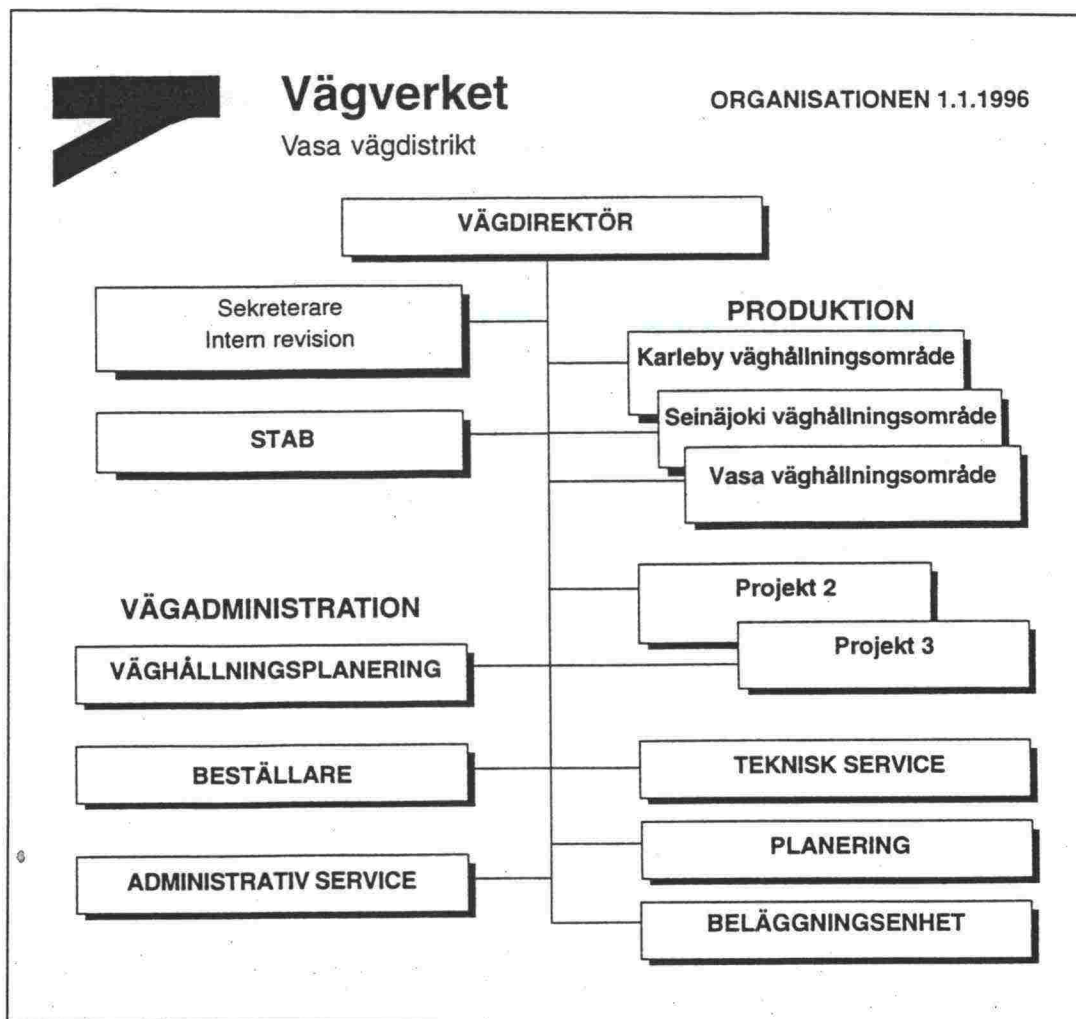 Vägverket
Vasa vägdistrikt
ORGANISATIONEN 1.1.1996
VÄGDIREKTÖR
Sekreterare
Intern revision
STAB
PRODUKTION
Karleby väghållningsområde
Seinäjoki väghållningsområde
Vasa väghållningsområde
Projekt 2
Projekt 3
VÄGADMINISTRATION
VÄGHÅLLNINGSPLANERING
BESTÄLLARE
ADMINISTRATIV SERVICE
TEKNISK SERVICE
PLANERING
BELÄGGNINGSENHET